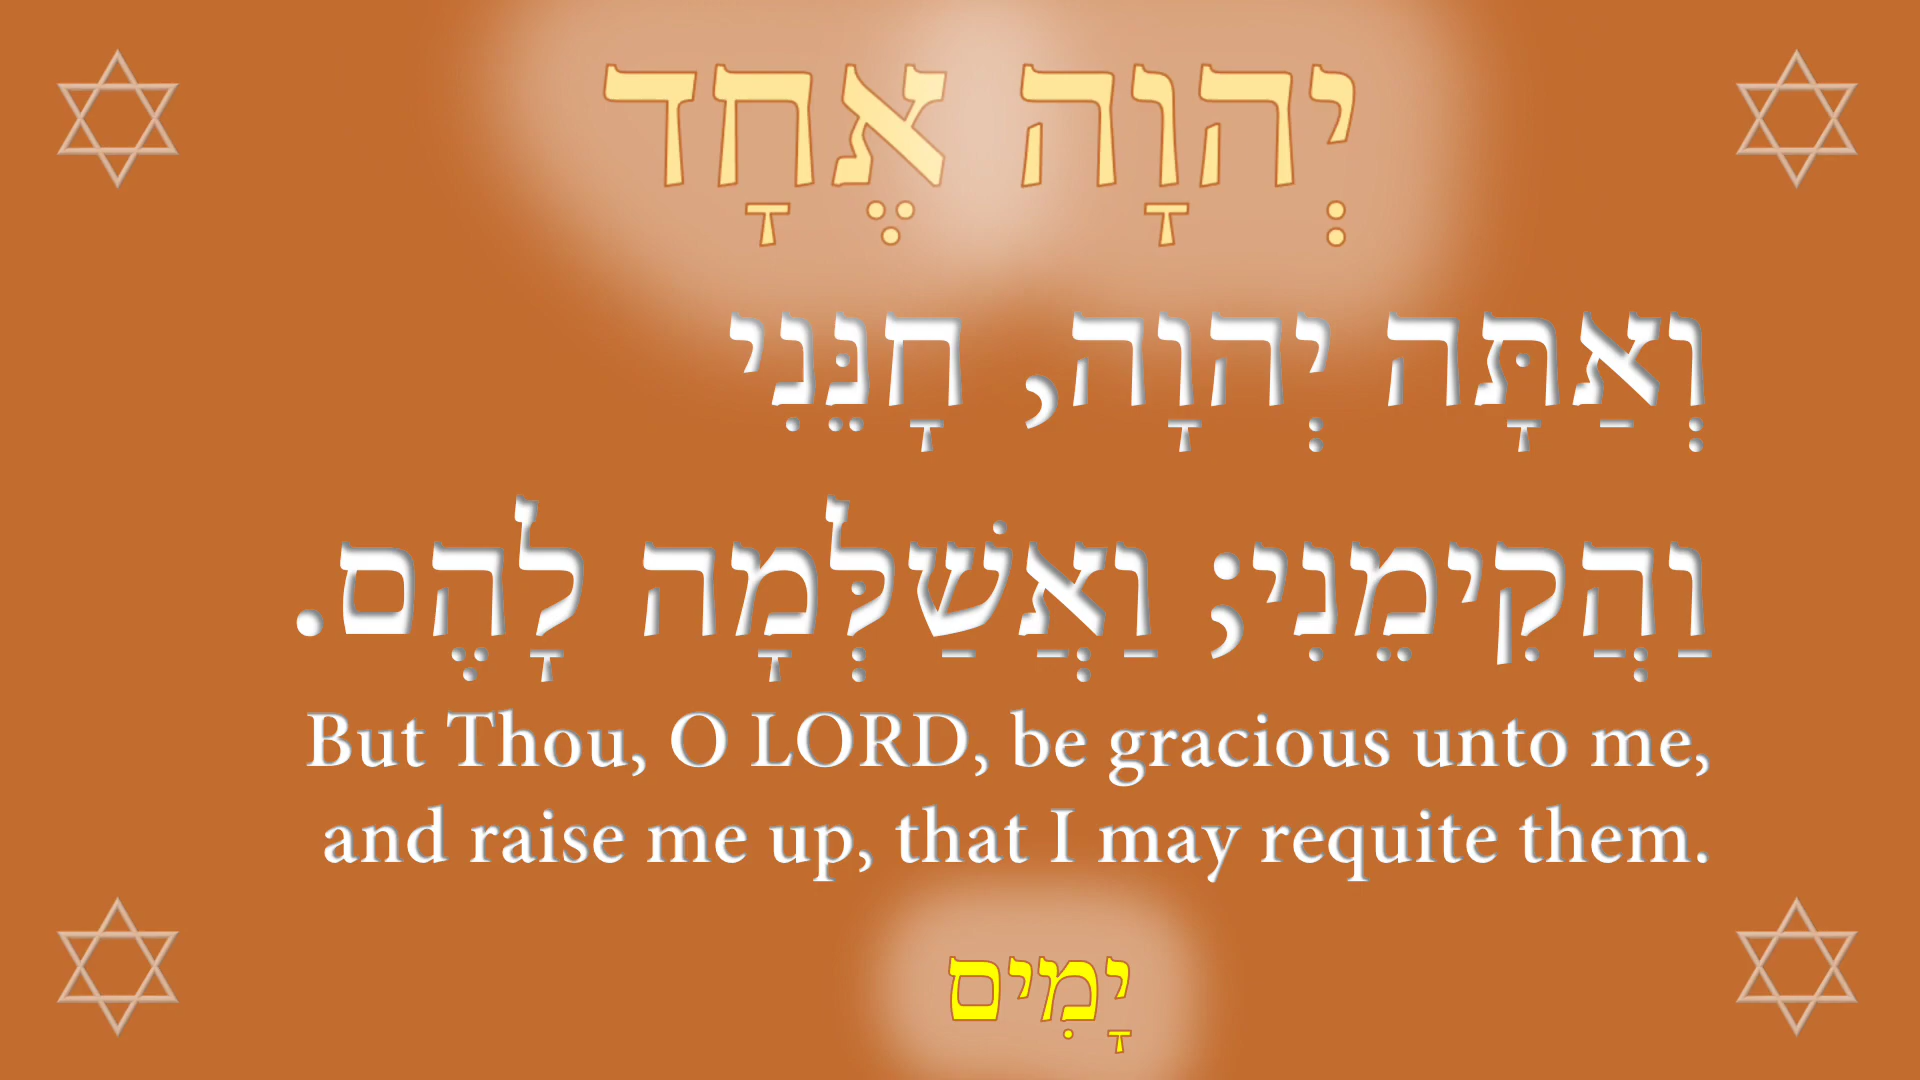 יְהוָה אֶחָד
וְאַתָּה יְהוָה, חָנֵּנִי
וַהֲקִימֵנִי; וַאֲשַׁלְּמָה לָהֶם.
But Thou, O LORD, be gracious unto me,
and raise me up, that I may requite them.
יָמִים